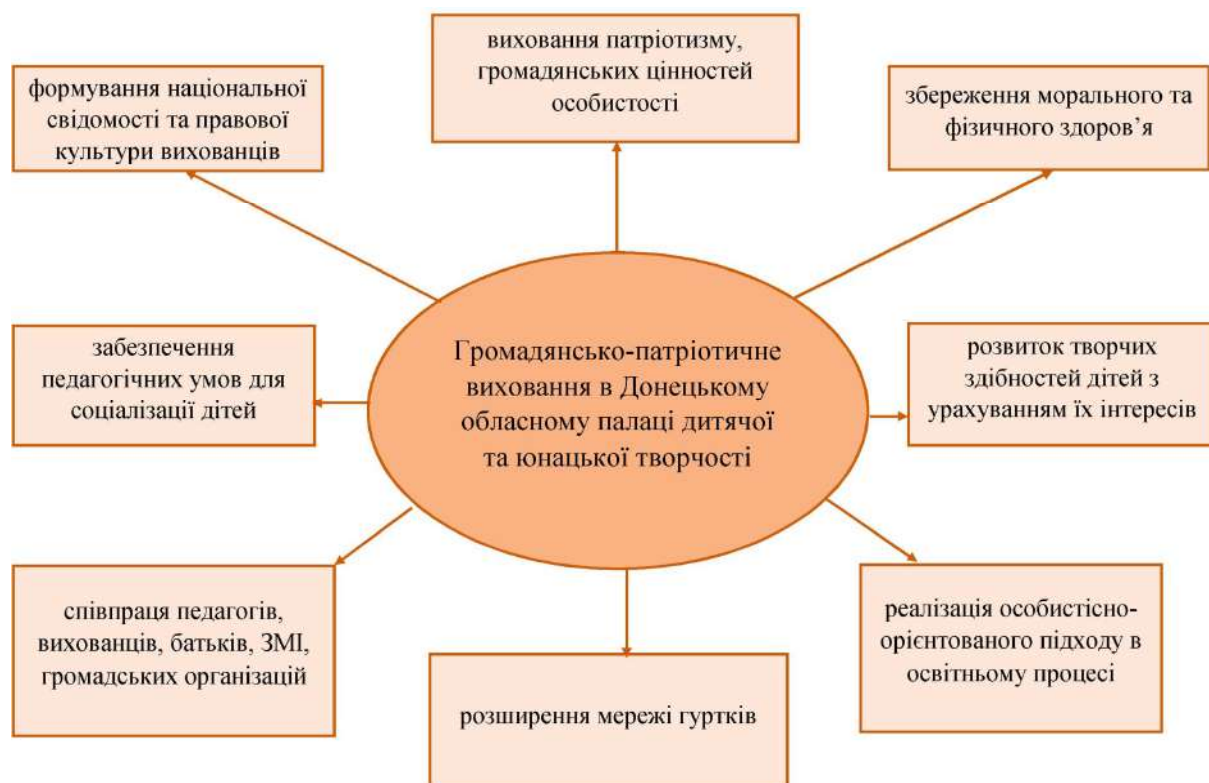 виховання патріотизму,
громадянських цінностей
особистості
формування національної
свідомості та правової
культури вихованців
збереження морального та
фізичного здоров’я
забезпечення
педагогічних умов для
соціалізації дітей
Громадянсько-патріотичне
виховання в Донецькому
обласному палаці дитячої
та юнацької творчості
розвиток творчих
здібностей дітей з
урахуванням їх інтересів
співпраця педагогів,
вихованців, батьків, ЗМІ,
громадських організацій
розширення мережі гуртків
реалізація особистісно-
орієнтованого підходу в
освітньому процесі